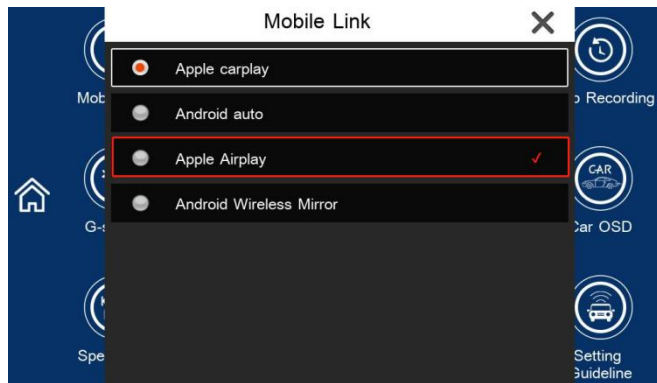 Mobile Link
Apple carplay
Android auto
Apple Airplay
Android Wireless Mirror
Mob
Recording
G-s
CAR
Car OSD
Spe
Setting
Guideline